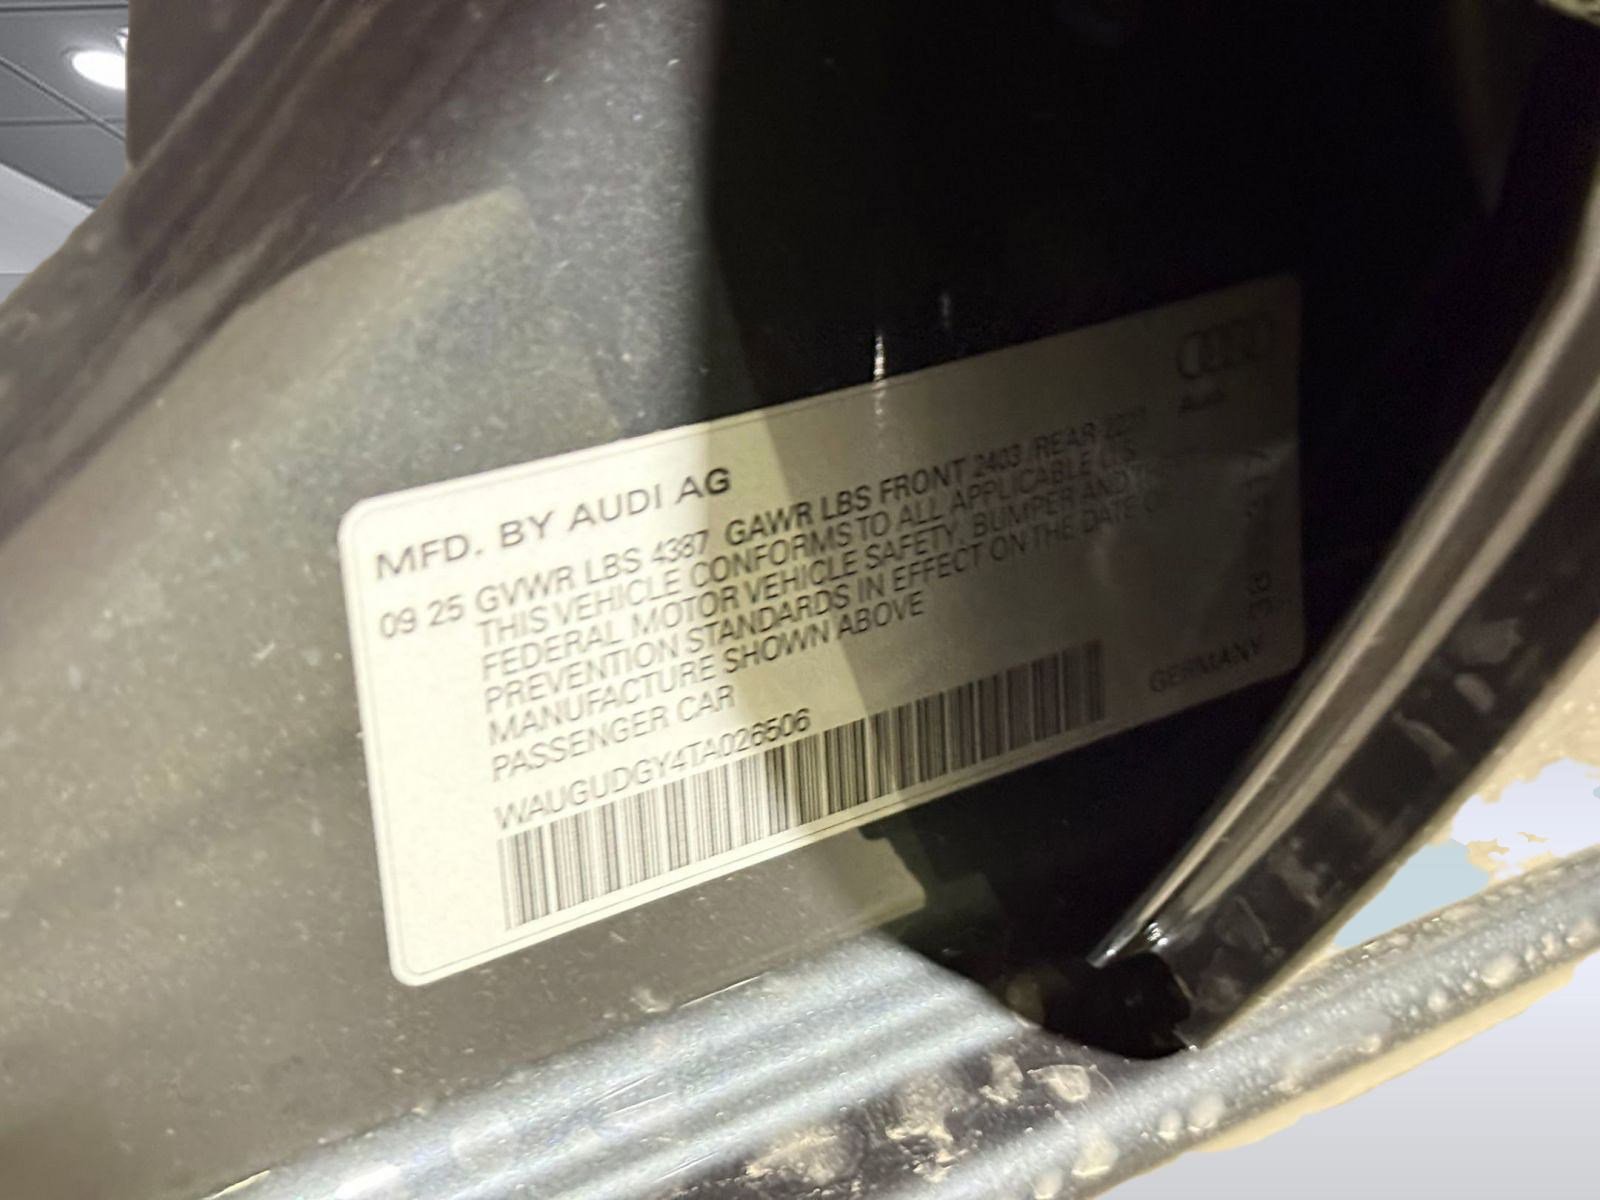 Audi
MFD. BY AUDI AG
09 25 GVWR LBS 4387 GAWR LBS FRONT 2403 /REAR
THIS VEHICLE CONFORMS TO ALL APPLICABLE U.S.
FEDERAL MOTOR VEHICLE SAFETY, BUMPER AND
PREVENTION STANDARDS IN EFFECT ON THE DATE OF
MANUFACTURE SHOWN ABOVE
PASSENGER CAR
WAUGUDGY4TA026506
GERMANY